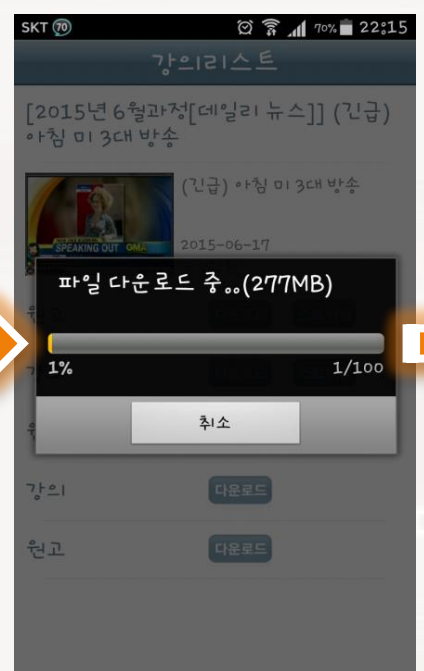 SKT 70 70% 22:15
강의리스트
[2015년 6월과정[데일리 뉴스]] (긴급)
아침 미 3대 방송
(긴급) 아침 미 3대 방송
SPEAKING OUT GMA
2015-06-17
파일 다운로드 중..(277MB)
1% 1/100
취소
강의 다운로드
원고 다운로드